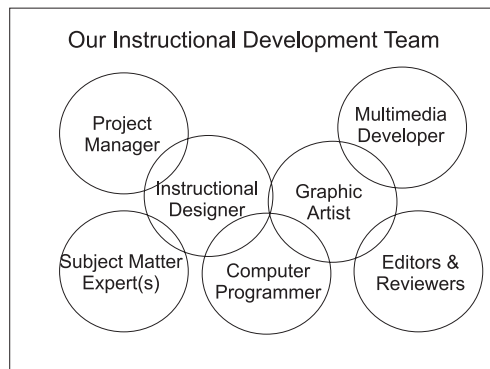 Our Instructional Development Team
Project
Manager
Multimedia
Developer
Instructional
Designer
Graphic
Artist
Subject Matter
Expert(s)
Computer
Programmer
Editors &
Reviewers